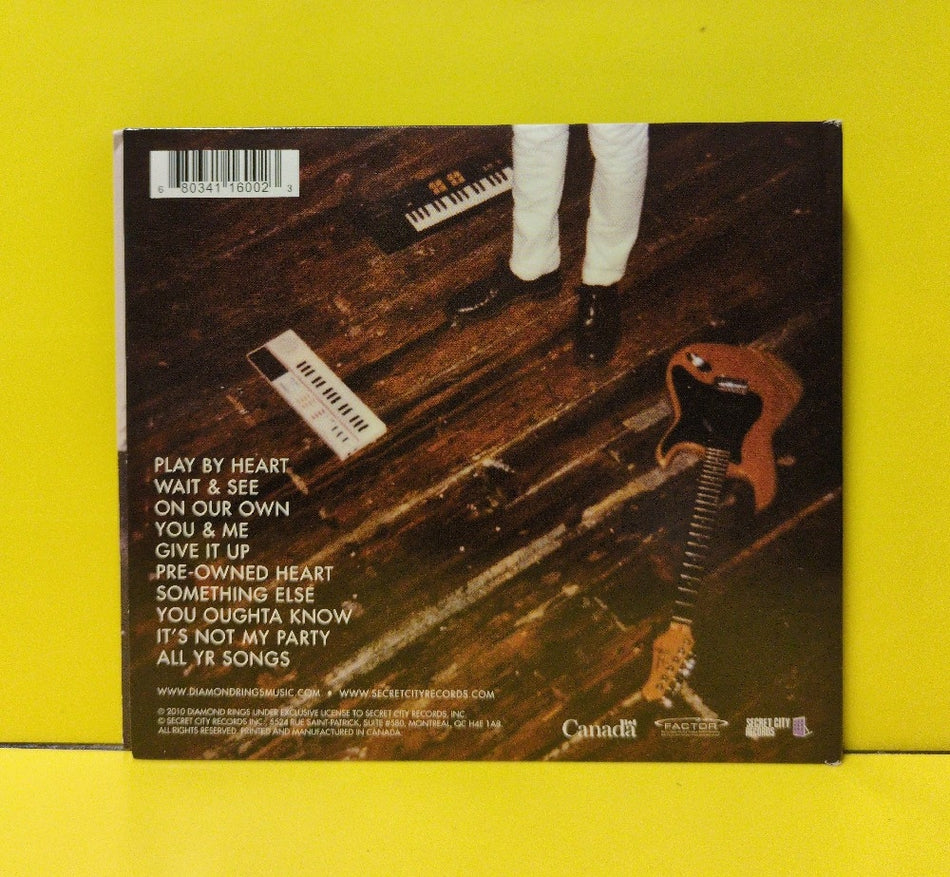 6 80341 16002 3
PLAY BY HEART
WAIT & SEE
ON OUR OWN
YOU & ME
GIVE IT UP
PRE-OWNED HEART
SOMETHING ELSE
YOU OUGHTA KNOW
IT'S NOT MY PARTY
ALL YR SONGS
WWW.DIAMONDRINGSMUSIC.COM • WWW.SECRETCITYRECORDS.COM
© 2010 DIAMOND RINGS UNDER EXCLUSIVE LICENSE TO SECRET CITY RECORDS, INC.
© SECRET CITY RECORDS INC. 5524 RUE SAINT-PATRICK, SUITE #580, MONTREAL, QC H4E 1A8.
ALL RIGHTS RESERVED. PRINTED AND MANUFACTURED IN CANADA.
Canada
FACTOR
SECRET CITY
RECORDS